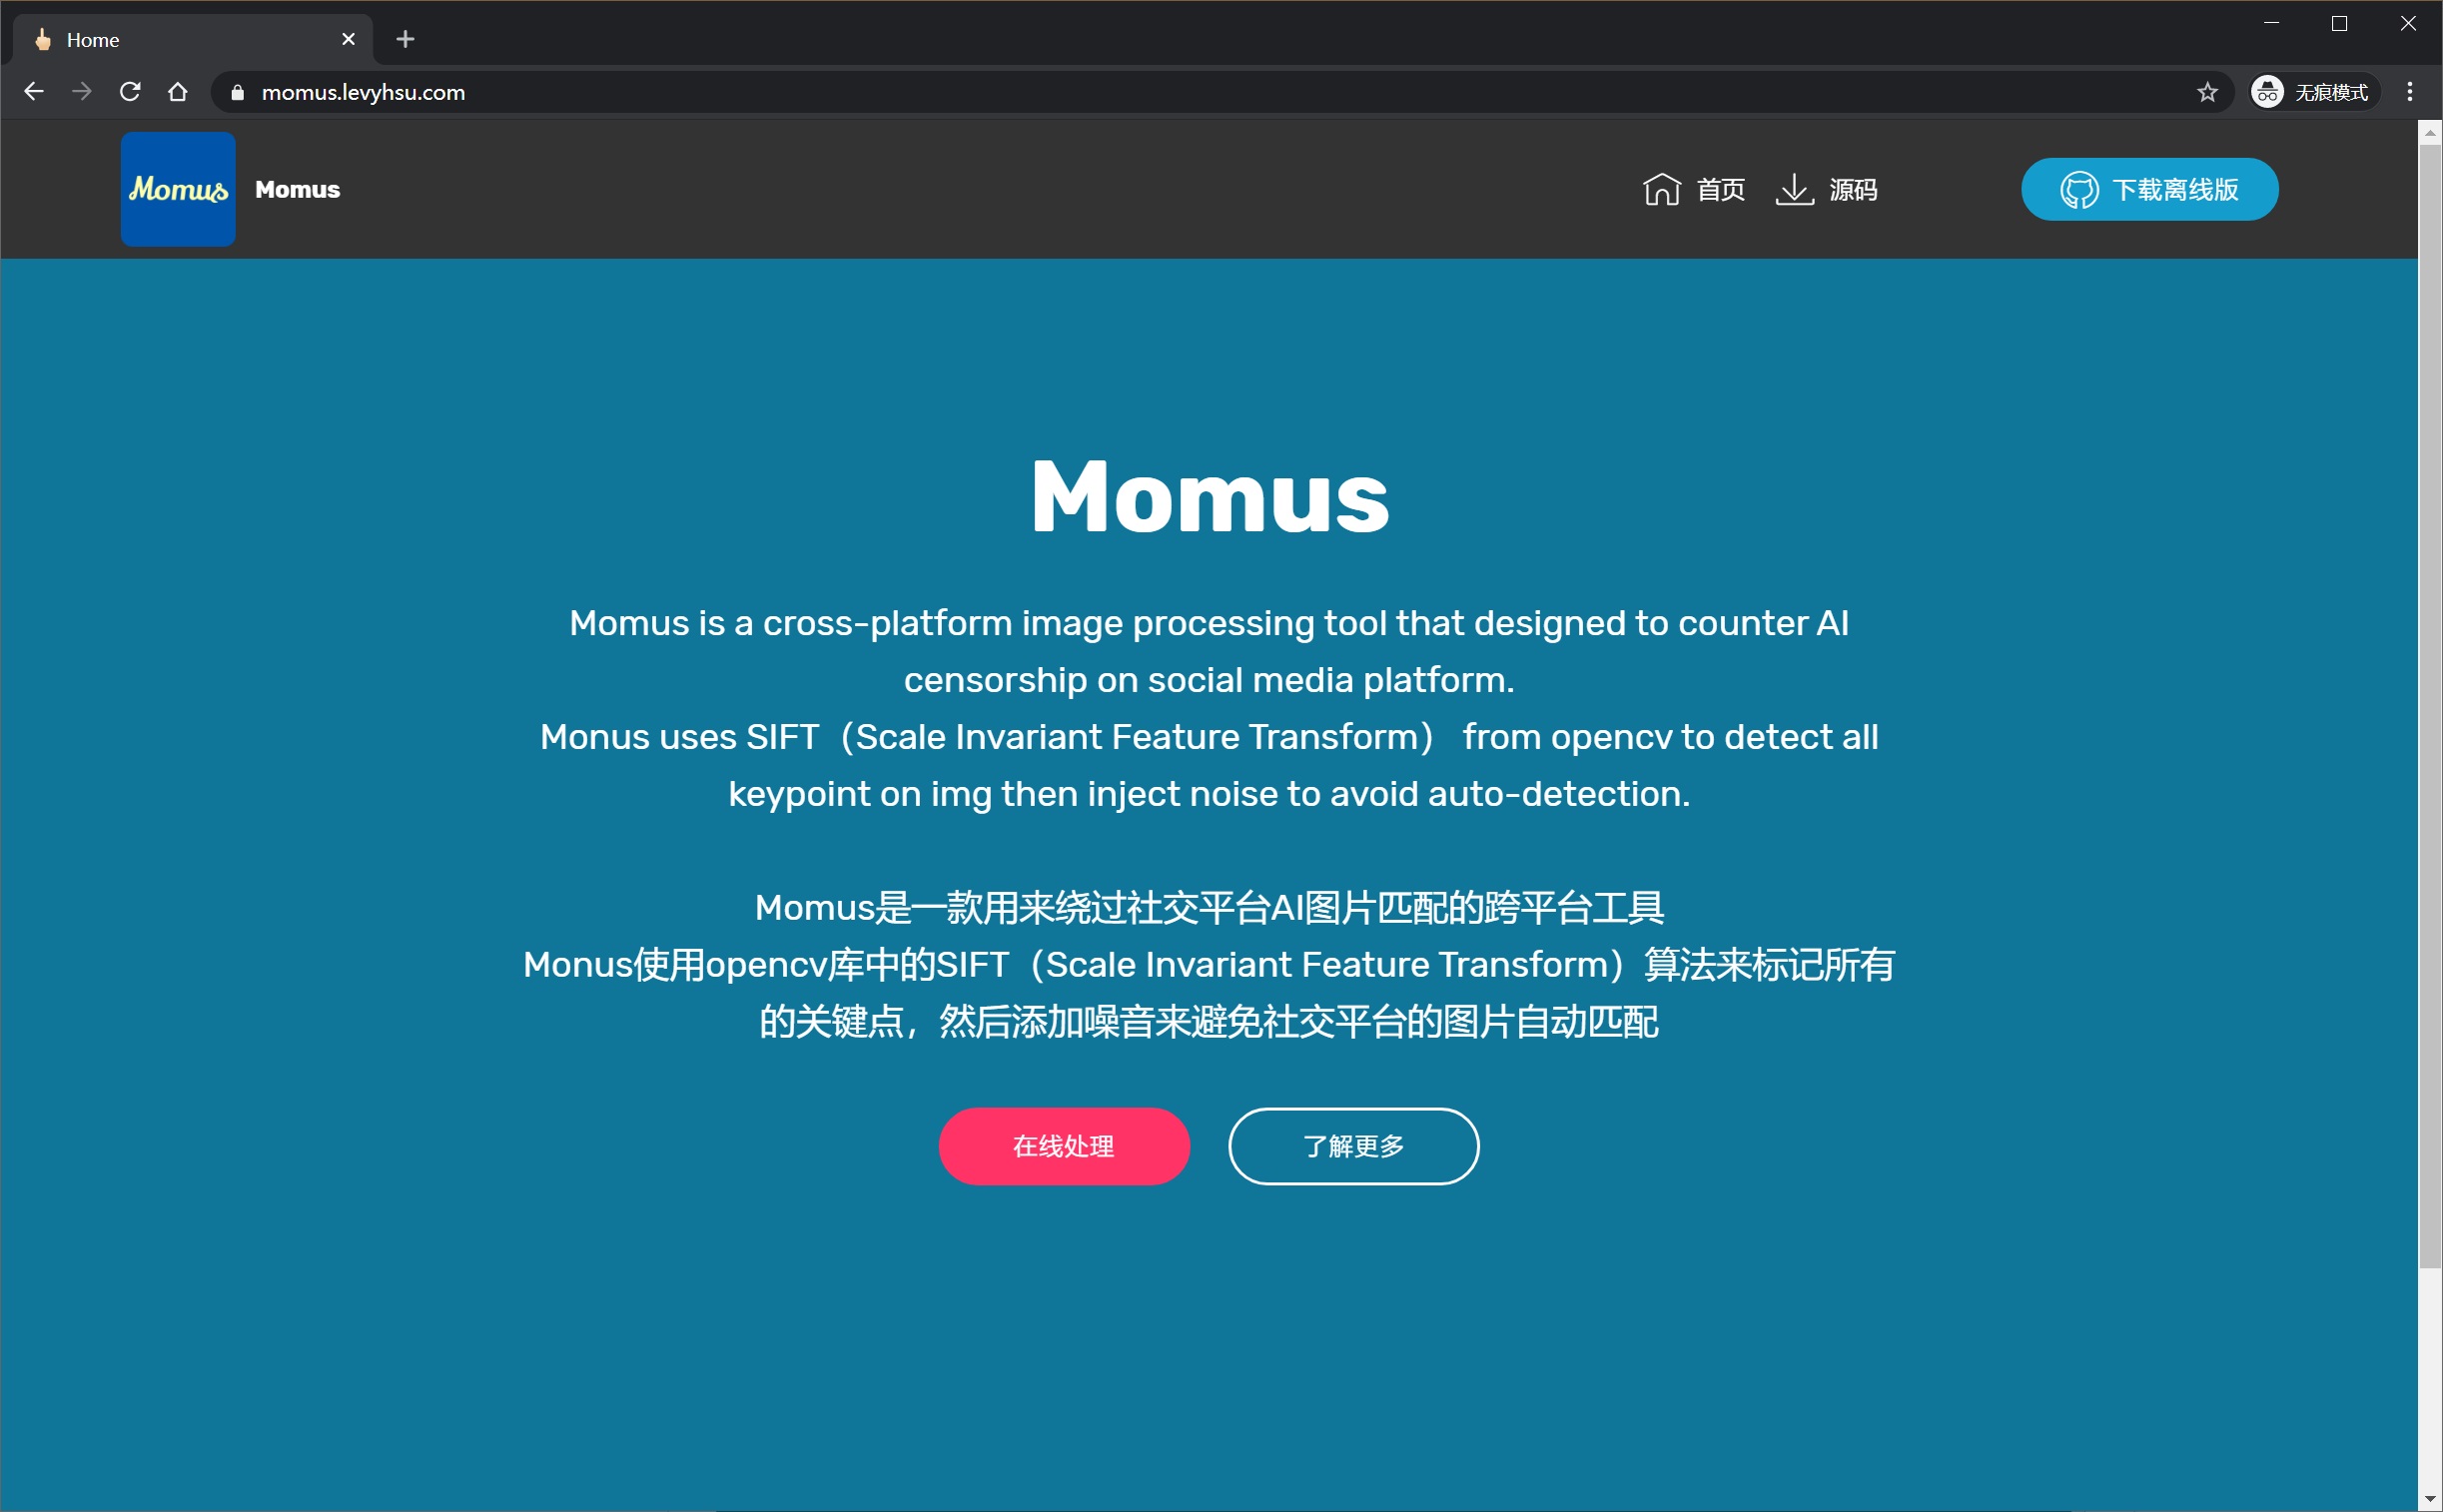 Home
momus.levyhsu.com
无痕模式
Momus
Momus
首页
源码
下载离线版
Momus
Momus is a cross-platform image processing tool that designed to counter AI
censorship on social media platform.
Monus uses SIFT（Scale Invariant Feature Transform） from opencv to detect all
keypoint on img then inject noise to avoid auto-detection.
Momus是一款用来绕过社交平台AI图片匹配的跨平台工具
Monus使用opencv库中的SIFT（Scale Invariant Feature Transform）算法来标记所有
的关键点，然后添加噪音来避免社交平台的图片自动匹配
在线处理
了解更多